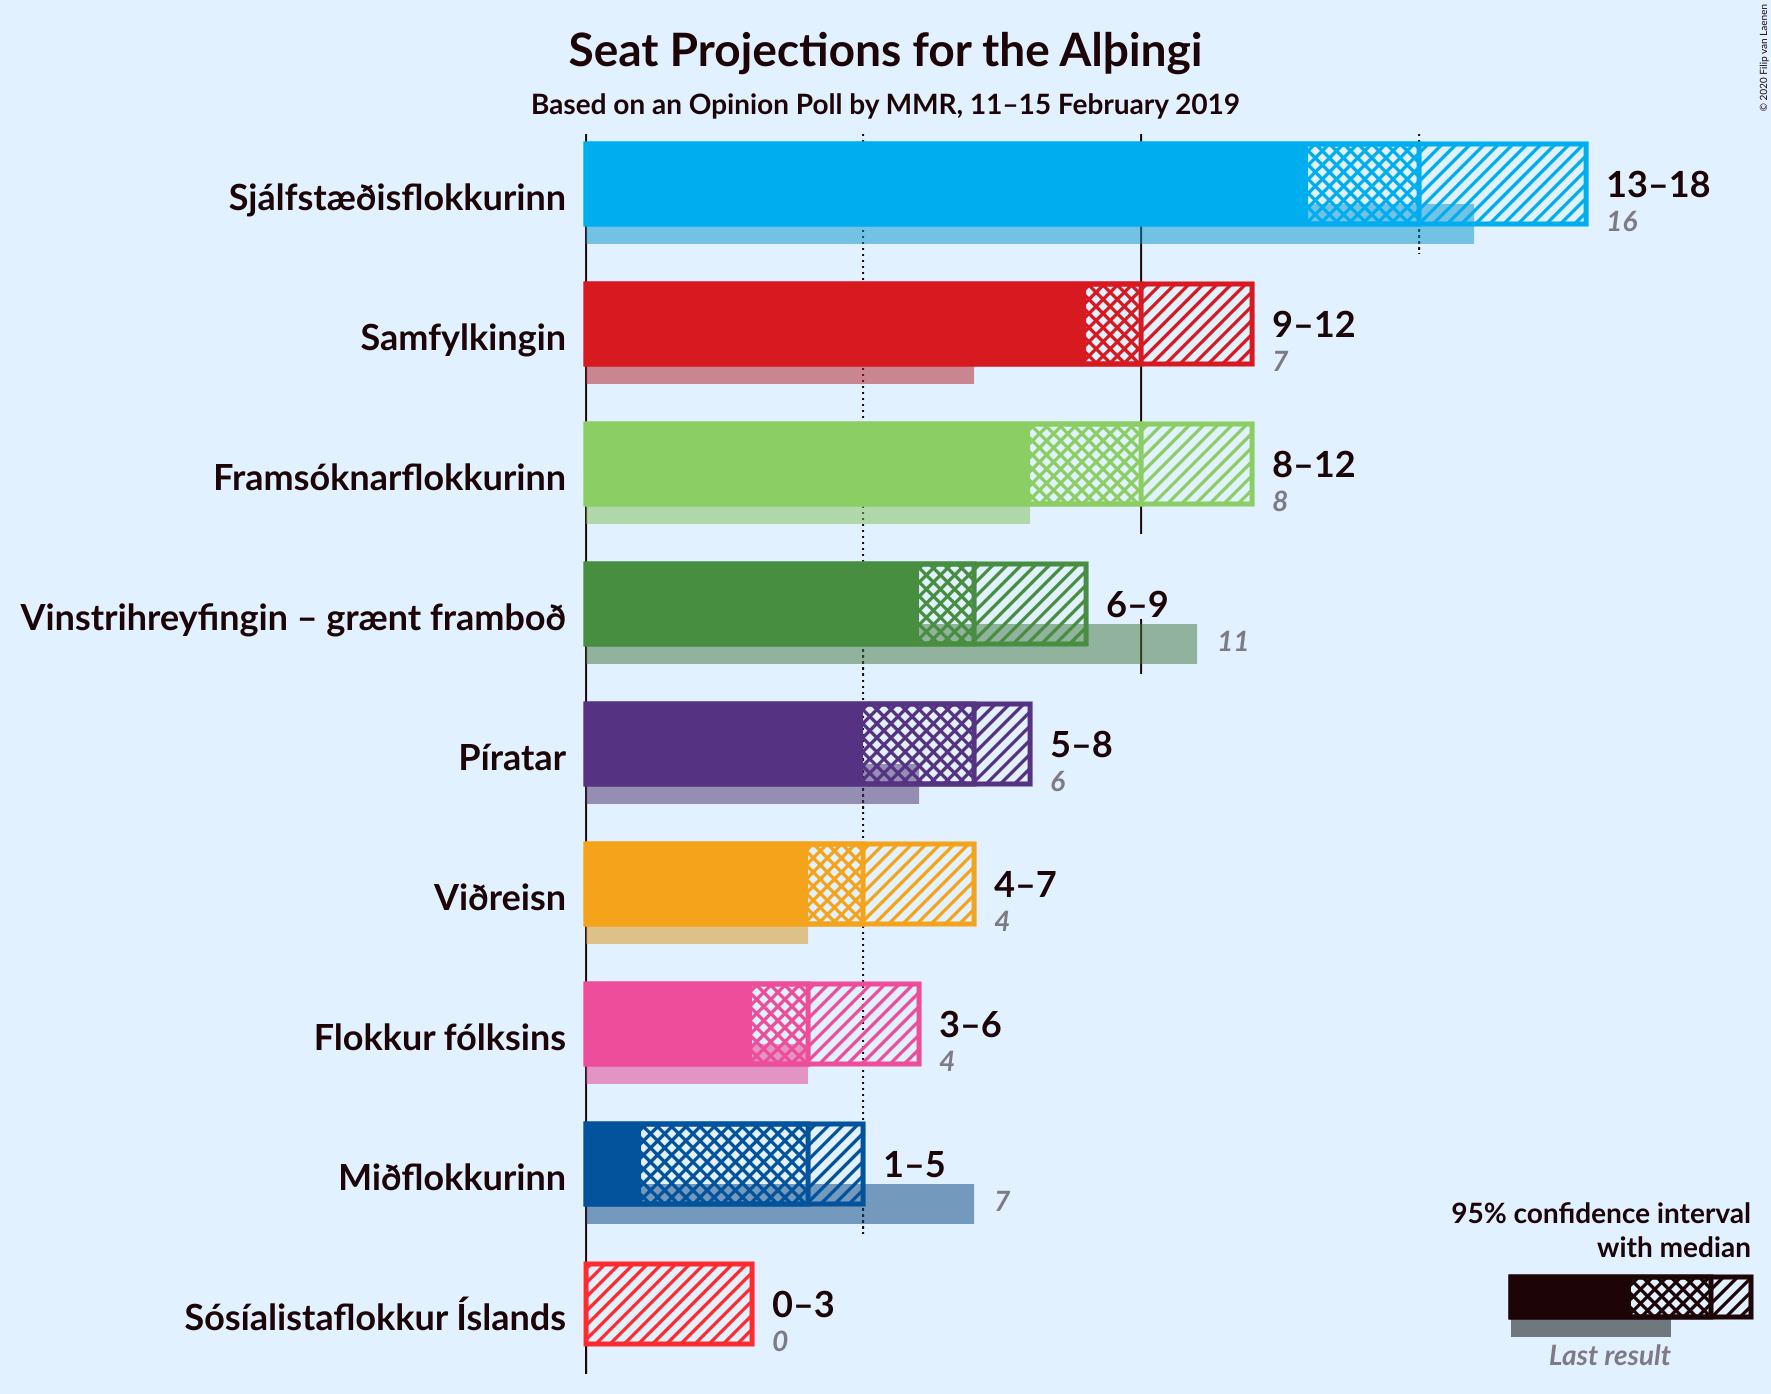 Seat Projections for the Alþingi
Based on an Opinion Poll by MMR, 11–15 February 2019
© 2020 Filip van Laenen
Sjálfstæðisflokkurinn
13–18
16
Samfylkingin
9–12
7
Framsóknarflokkurinn
8–12
8
Vinstrihreyfingin – grænt framboð
6–9
11
Píratar
5–8
6
Viðreisn
4–7
4
Flokkur fólksins
3–6
4
Miðflokkurinn
1–5
7
Sósíalistaflokkur Íslands
0–3
0
95% confidence interval
with median
Last result